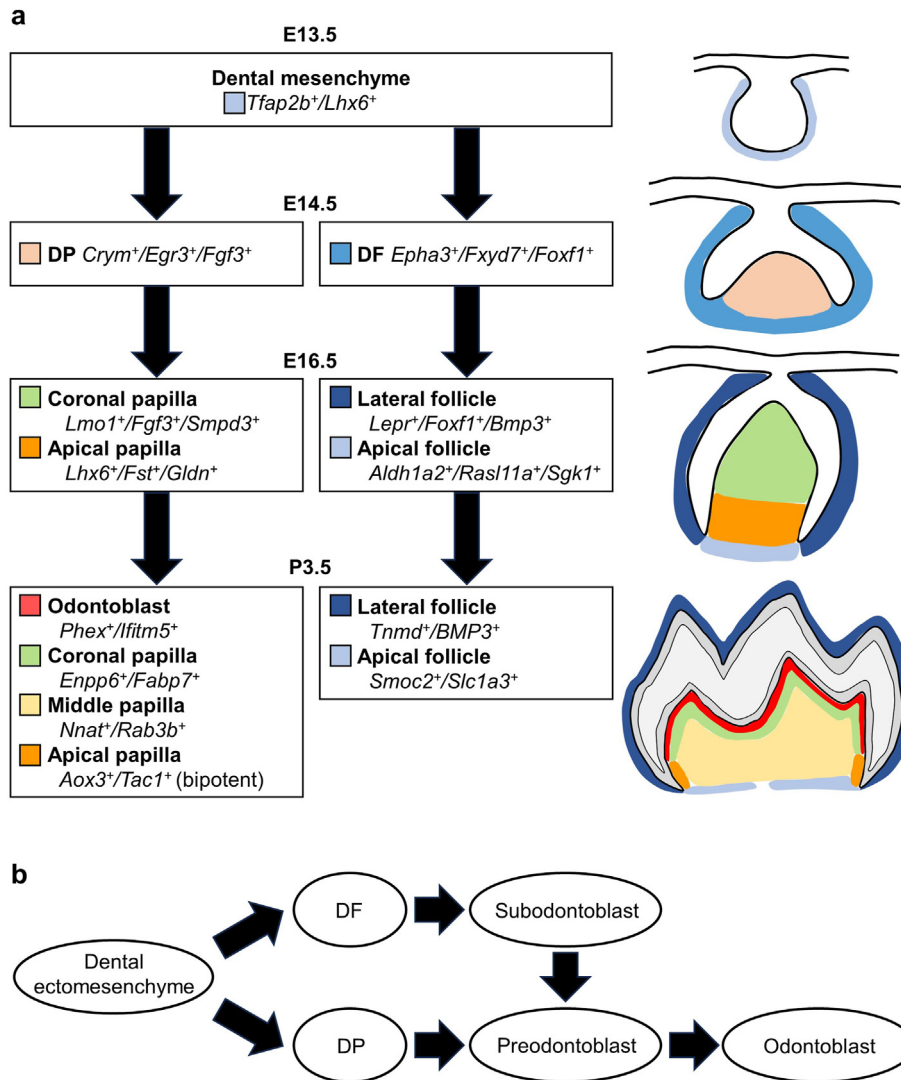 a
E13.5
Dental mesenchyme
Tfap2b⁺/Lhx6⁺
E14.5
DP Crym⁺/Egr3⁺/Fgf3⁺
DF Epha3⁺/Fxyd7⁺/Foxf1⁺
E16.5
Coronal papilla
Lmo1⁺/Fgf3⁺/Smpd3⁺
Apical papilla
Lhx6⁺/Fst⁺/Gldn⁺
Lateral follicle
Lepr⁺/Foxf1⁺/Bmp3⁺
Apical follicle
Aldh1a2⁺/Rasl11a⁺/Sgk1⁺
P3.5
Odontoblast
Phex⁺/Ifitm5⁺
Coronal papilla
Enpp6⁺/Fabp7⁺
Middle papilla
Nnat⁺/Rab3b⁺
Apical papilla
Aox3⁺/Tac1⁺ (bipotent)
Lateral follicle
Tnmd⁺/BMP3⁺
Apical follicle
Smoc2⁺/Slc1a3⁺
b
Dental
ectomesenchyme
DF
Subodontoblast
DP
Preodontoblast
Odontoblast